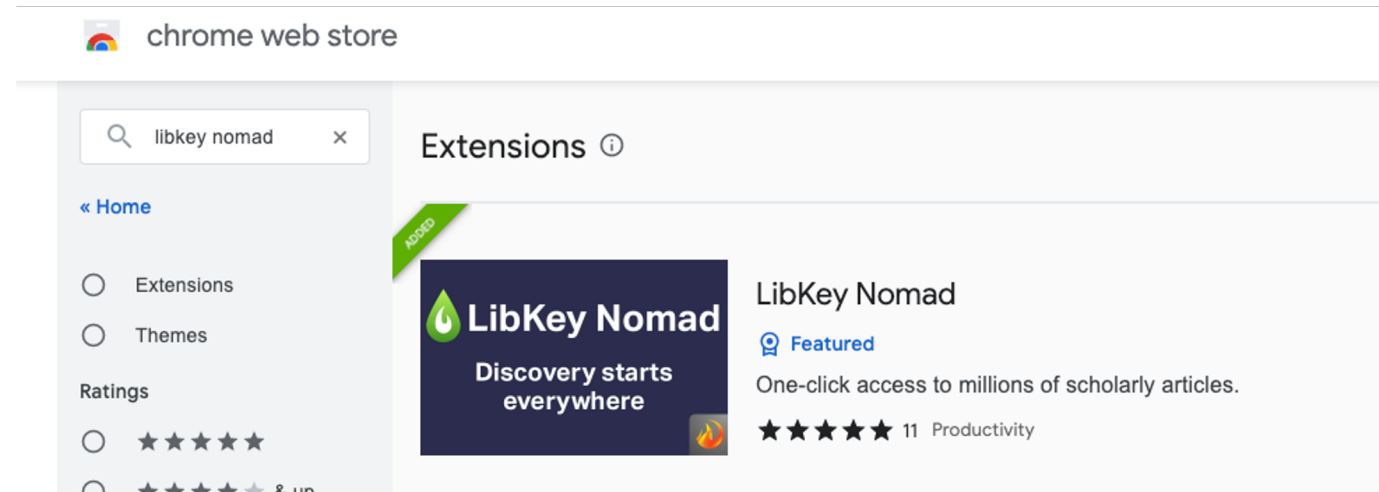 chrome web store
libkey nomad
« Home
Extensions
Themes
Ratings
& up
Extensions
ADDED
LibKey Nomad
Discovery starts
everywhere
LibKey Nomad
Featured
One-click access to millions of scholarly articles.
11 Productivity